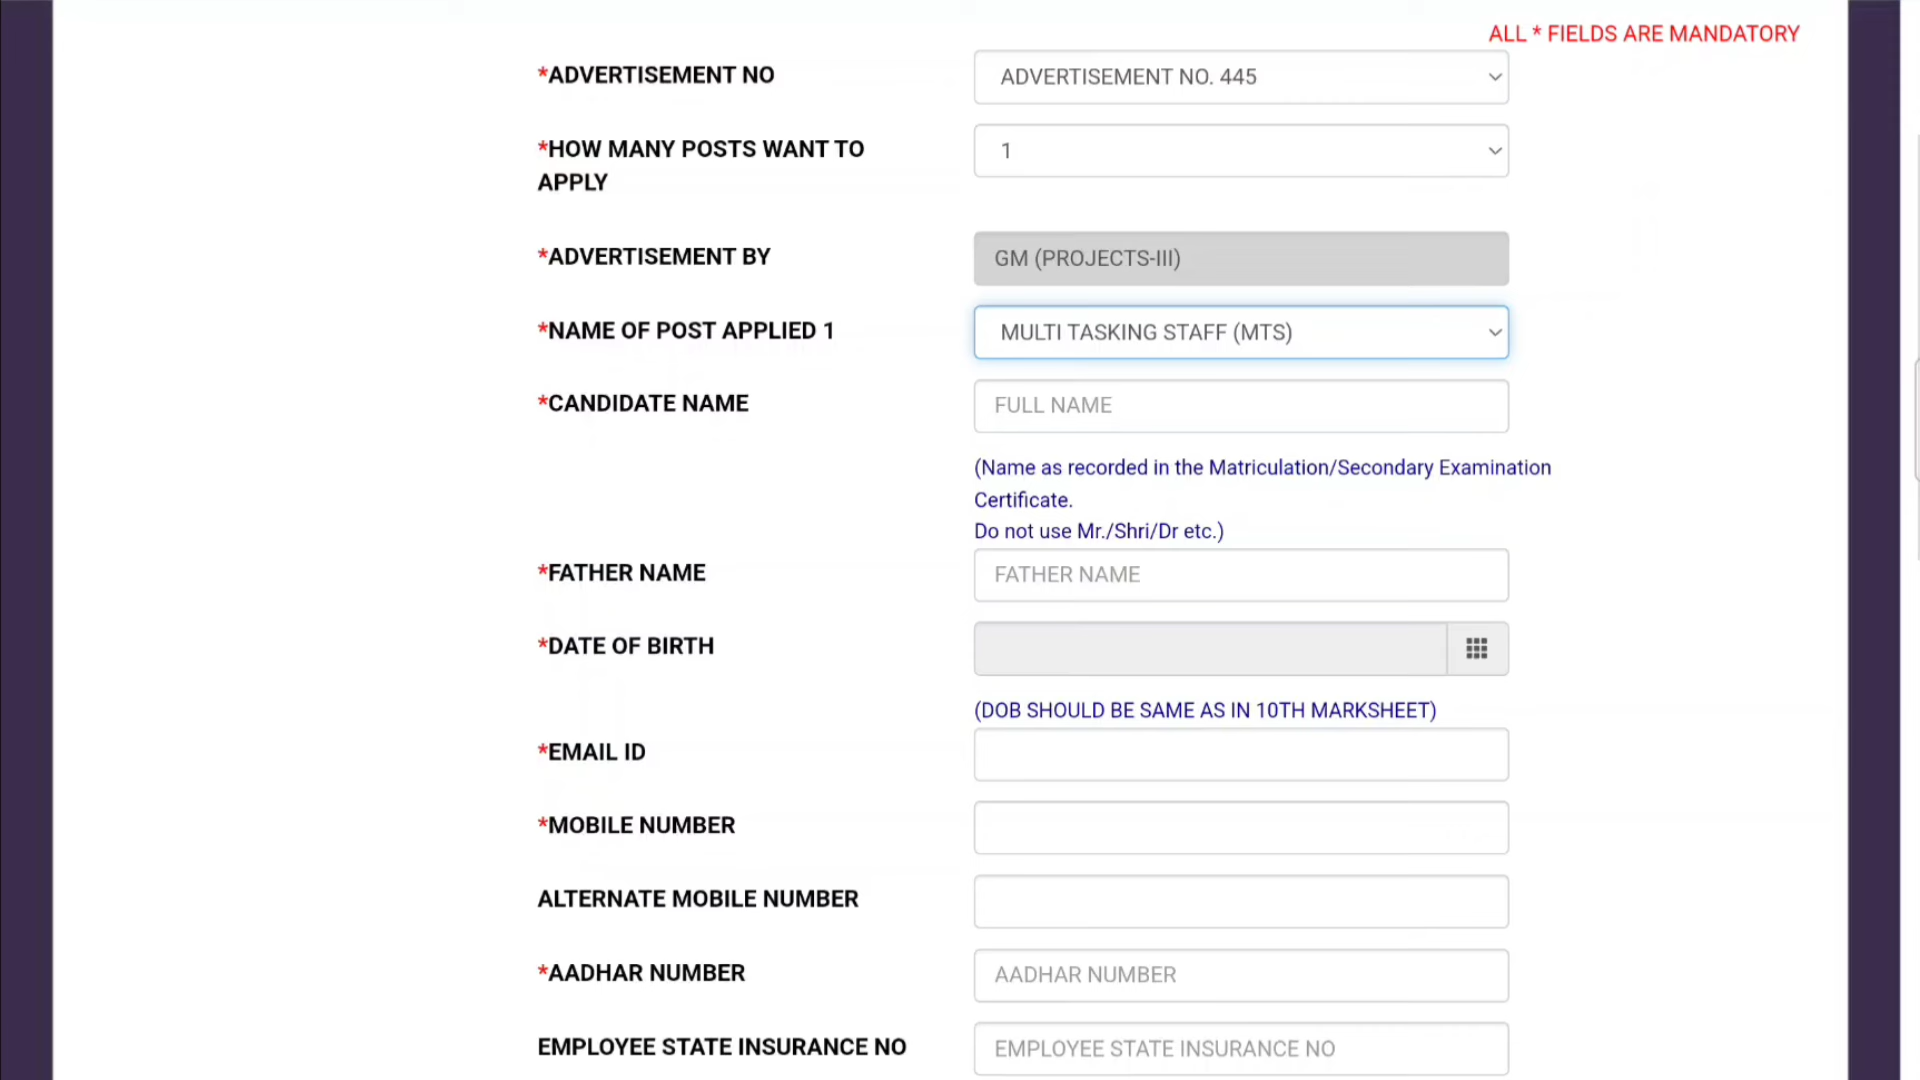 ALL * FIELDS ARE MANDATORY
*ADVERTISEMENT NO
ADVERTISEMENT NO. 445
*HOW MANY POSTS WANT TO
APPLY
1
*ADVERTISEMENT BY
GM (PROJECTS-III)
*NAME OF POST APPLIED 1
MULTI TASKING STAFF (MTS)
*CANDIDATE NAME
FULL NAME
(Name as recorded in the Matriculation/Secondary Examination
Certificate.
Do not use Mr./Shri/Dr etc.)
*FATHER NAME
FATHER NAME
*DATE OF BIRTH
(DOB SHOULD BE SAME AS IN 10TH MARKSHEET)
*EMAIL ID
*MOBILE NUMBER
ALTERNATE MOBILE NUMBER
*AADHAR NUMBER
AADHAR NUMBER
EMPLOYEE STATE INSURANCE NO
EMPLOYEE STATE INSURANCE NO